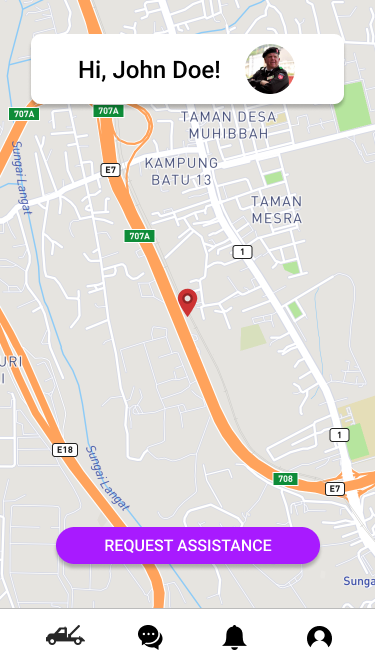 Hi, John Doe!
707A
707A
TAMAN DESA
MUHIBBAH
Sungai Langat
KAMPUNG
BATU 13
E7
TAMAN
MESRA
707A
1
E18
1
Sungai Langat
708
E7
REQUEST ASSISTANCE